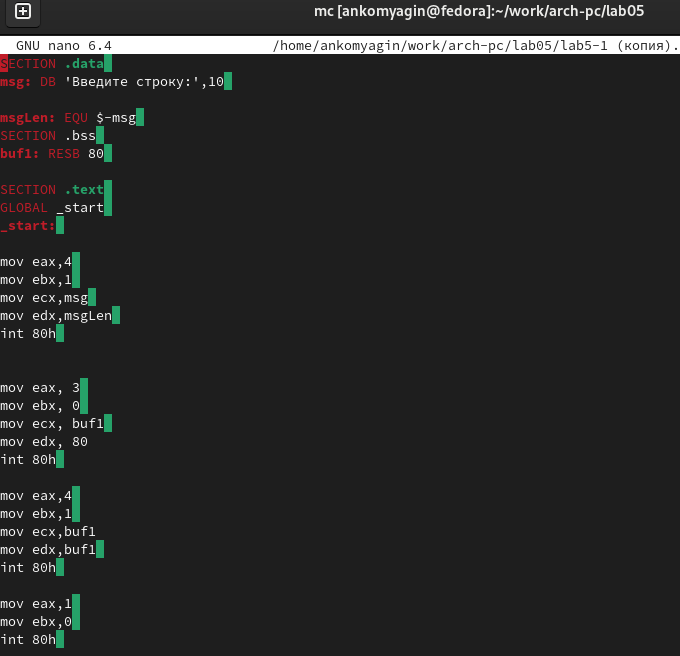 mc [ankomyagin@fedora]:~/work/arch-pc/lab05
GNU nano 6.4 /home/ankomyagin/work/arch-pc/lab05/lab5-1 (копия).
SECTION .data
msg: DB 'Введите строку:',10
msgLen: EQU $-msg
SECTION .bss
buf1: RESB 80
SECTION .text
GLOBAL _start
_start:
mov eax,4
mov ebx,1
mov ecx,msg
mov edx,msgLen
int 80h
mov eax, 3
mov ebx, 0
mov ecx, buf1
mov edx, 80
int 80h
mov eax,4
mov ebx,1
mov ecx,buf1
mov edx,buf1
int 80h
mov eax,1
mov ebx,0
int 80h